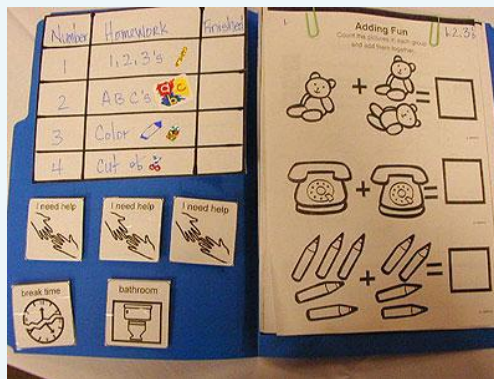 Number Homework Finished
1 1,2,3's
2 ABC's
3 Color
4 Cut
I need help I need help I need help
break time bathroom
1. 1,2,3's
Adding Fun
Count the pictures in each group
and add them together.
+ =
+ =
+ =